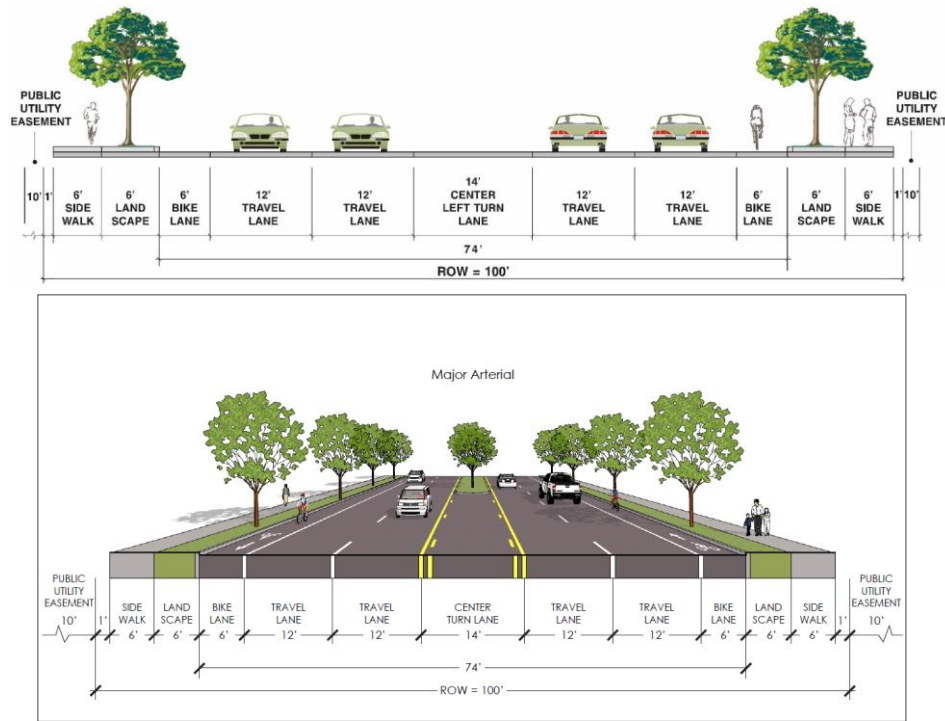 PUBLIC
UTILITY
EASEMENT
PUBLIC
UTILITY
EASEMENT
10'
1'
6'
SIDE
WALK
6'
LAND
SCAPE
6'
BIKE
LANE
12'
TRAVEL
LANE
12'
TRAVEL
LANE
14'
CENTER
LEFT TURN
LANE
12'
TRAVEL
LANE
12'
TRAVEL
LANE
6'
BIKE
LANE
6'
LAND
SCAPE
6'
SIDE
WALK
1'
10'
74'
ROW = 100'
Major Arterial
PUBLIC
UTILITY
EASEMENT
10'
1'
SIDE
WALK
6'
LAND
SCAPE
6'
BIKE
LANE
6'
TRAVEL
LANE
12'
TRAVEL
LANE
12'
CENTER
TURN LANE
14'
TRAVEL
LANE
12'
TRAVEL
LANE
12'
BIKE
LANE
6'
LAND
SCAPE
6'
SIDE
WALK
6'
1'
PUBLIC
UTILITY
EASEMENT
10'
74'
ROW = 100'